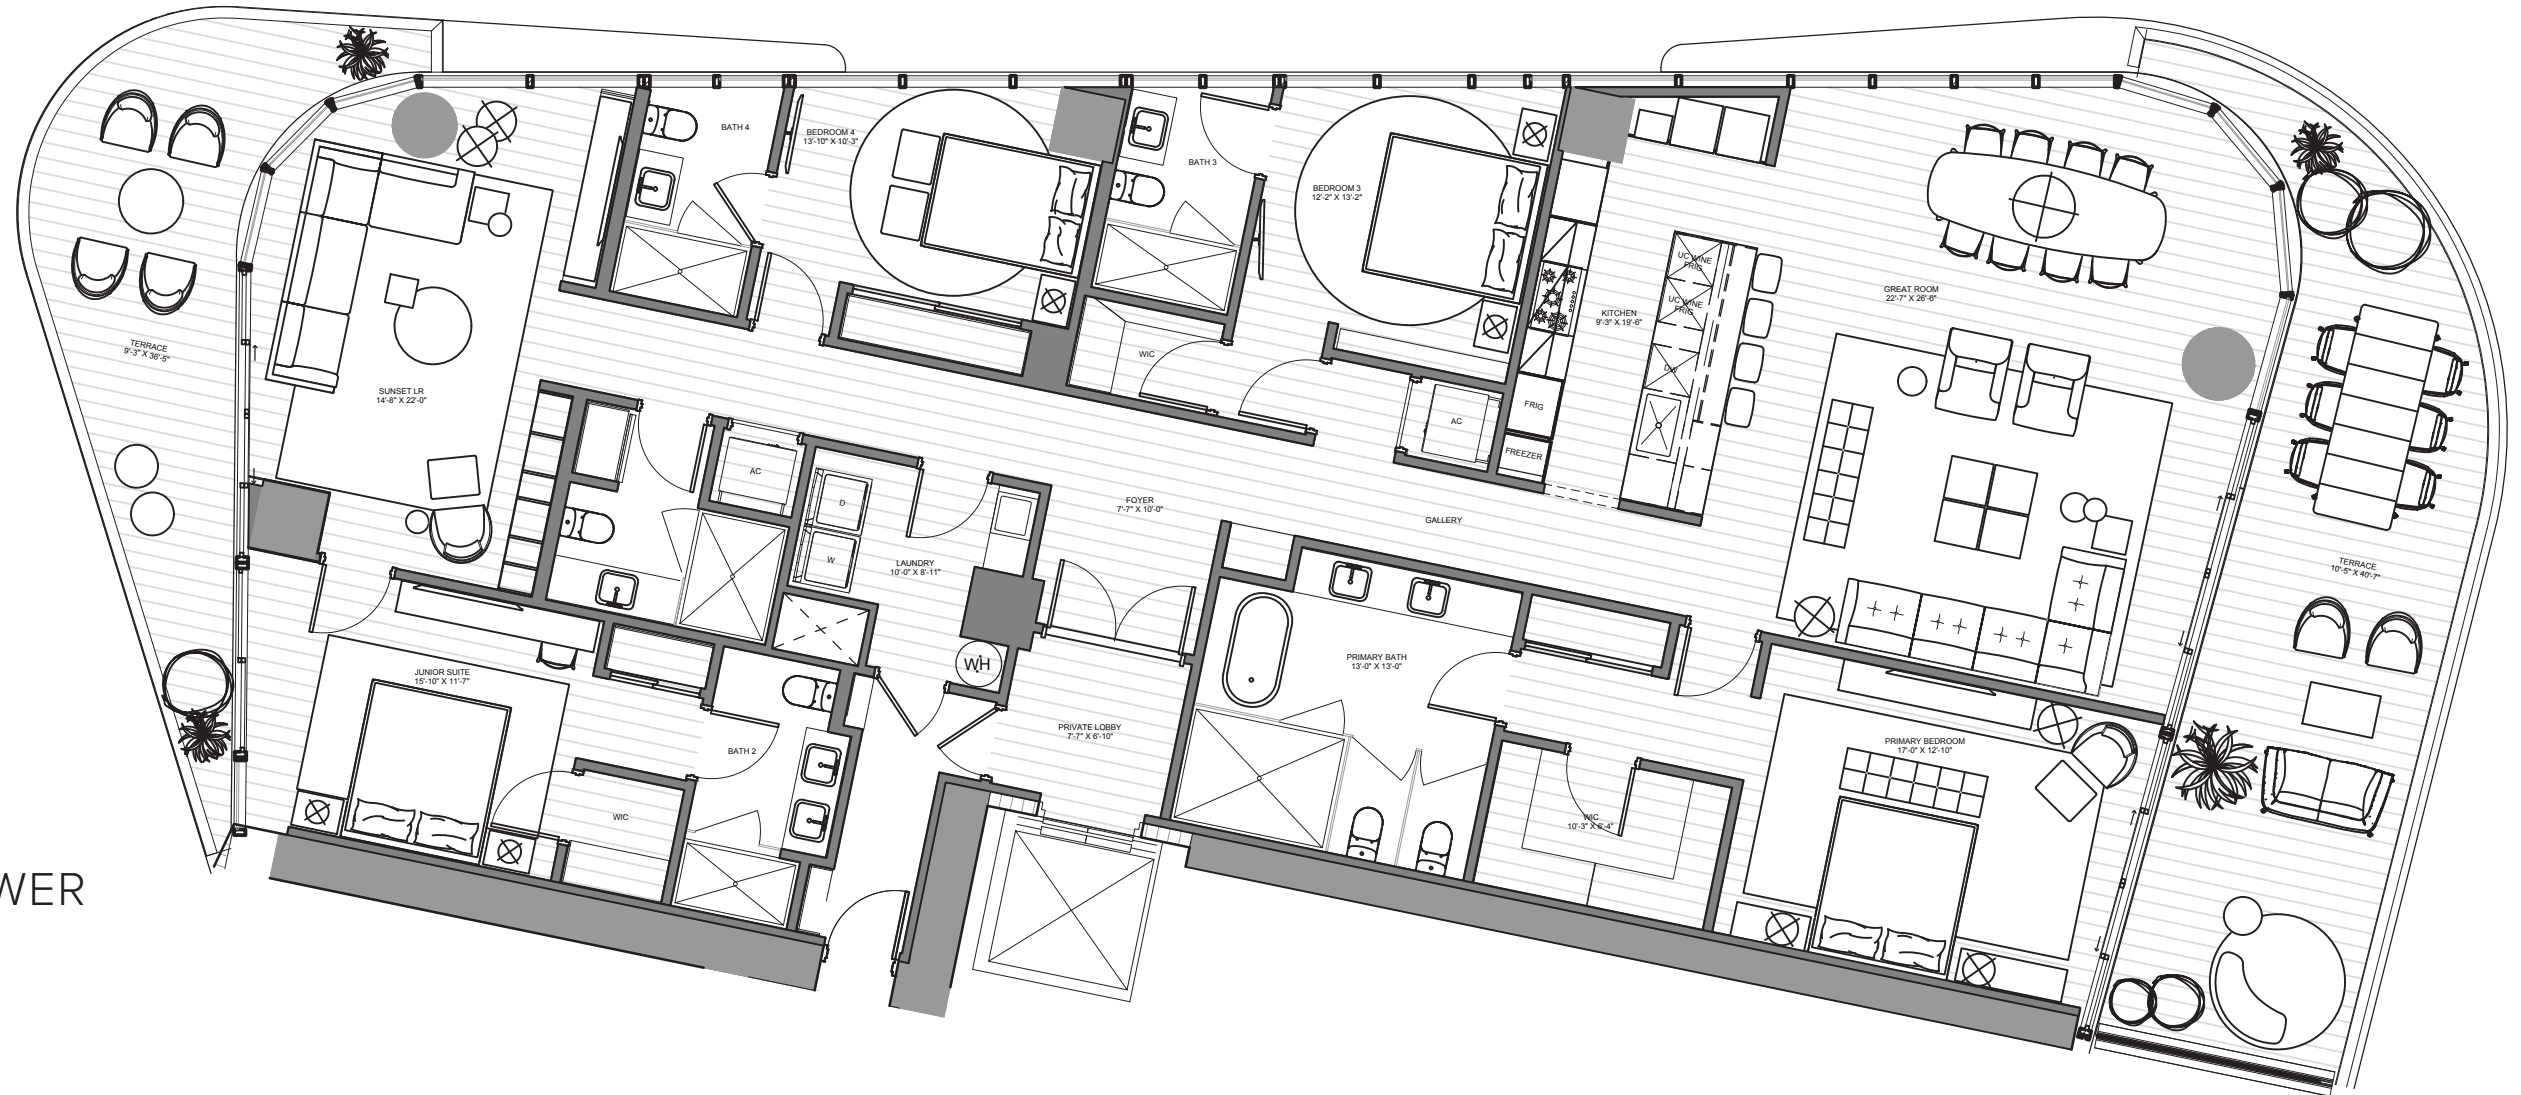 BATH 4
BEDROOM 4
13'-10" X 10'-3"
BATH 3
BEDROOM 3
12'-2" X 13'-2"
UC WINE
FRIG
UC WINE
FRIG
KITCHEN
9'-3" X 19'-6"
GREAT ROOM
22'-7" X 26'-6"
TERRACE
9'-3" X 36'-5"
SUNSET LR
14'-8" X 22'-0"
WIC
DW
FRIG
AC
FREEZER
AC
D
W
FOYER
7'-7" X 10'-0"
GALLERY
LAUNDRY
10'-0" X 8'-11"
TERRACE
10'-5" X 40'-7"
WH
PRIMARY BATH
13'-0" X 13'-0"
JUNIOR SUITE
15'-10" X 11'-7"
BATH 2
PRIVATE LOBBY
7'-7" X 6'-10"
PRIMARY BEDROOM
17'-0" X 12'-10"
WIC
WIC
10'-3" X 6'-4"
WER